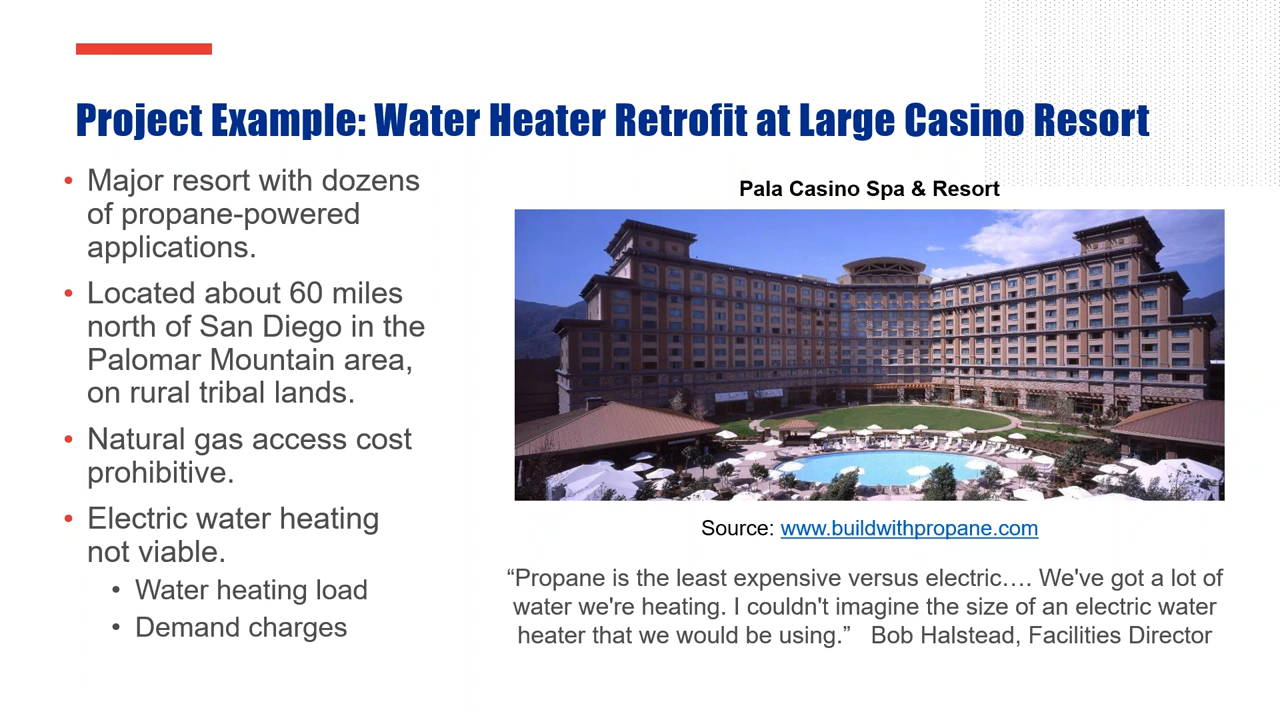 Project Example: Water Heater Retrofit at Large Casino Resort
• Major resort with dozens
of propane-powered
applications.
• Located about 60 miles
north of San Diego in the
Palomar Mountain area,
on rural tribal lands.
• Natural gas access cost
prohibitive.
• Electric water heating
not viable.
• Water heating load
• Demand charges
Pala Casino Spa & Resort
Source: www.buildwithpropane.com
“Propane is the least expensive versus electric…. We've got a lot of
water we're heating. I couldn't imagine the size of an electric water
heater that we would be using.” Bob Halstead, Facilities Director